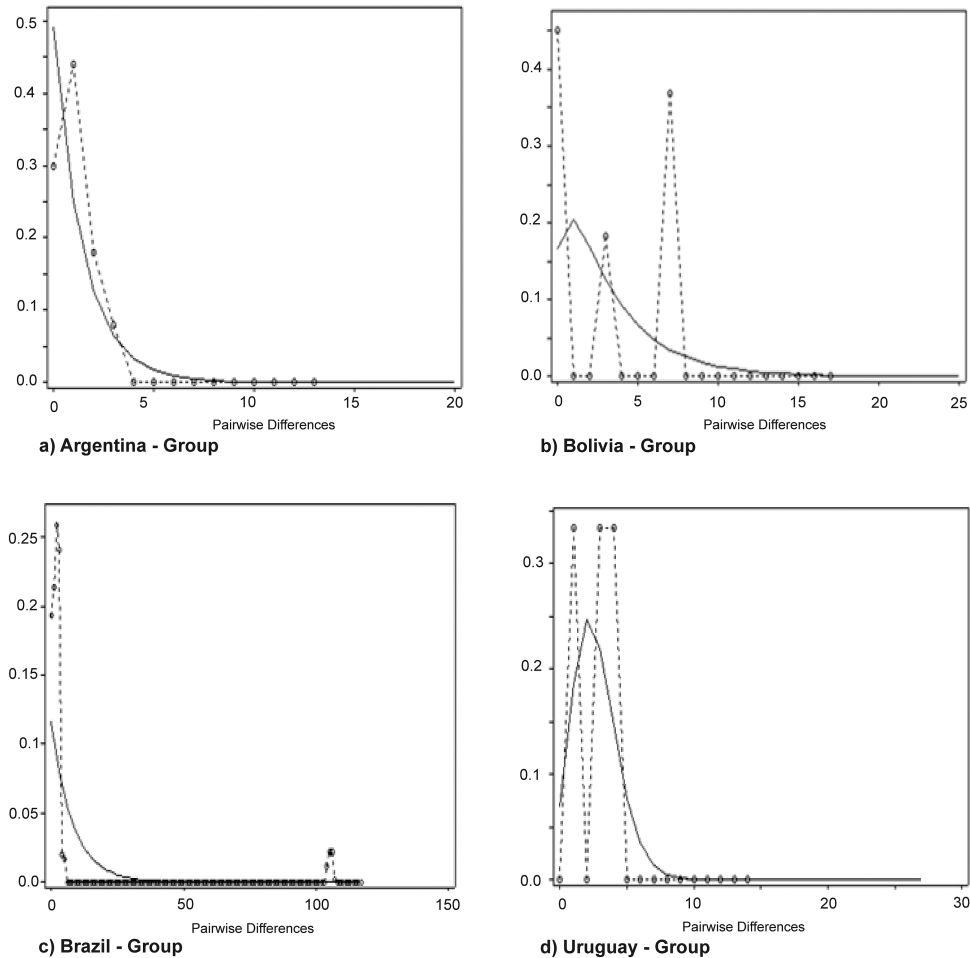 0.5
0.4
0.3
0.2
0.1
0.0
0 5 10 15 20
Pairwise Differences
a) Argentina - Group
0.4
0.3
0.2
0.1
0.0
0 5 10 15 20 25
Pairwise Differences
b) Bolivia - Group
0.25
0.2
0.15
0.1
0.05
0.0
0 50 100 150
Pairwise Differences
c) Brazil - Group
0.3
0.2
0.1
0.0
0 10 20 30
Pairwise Differences
d) Uruguay - Group